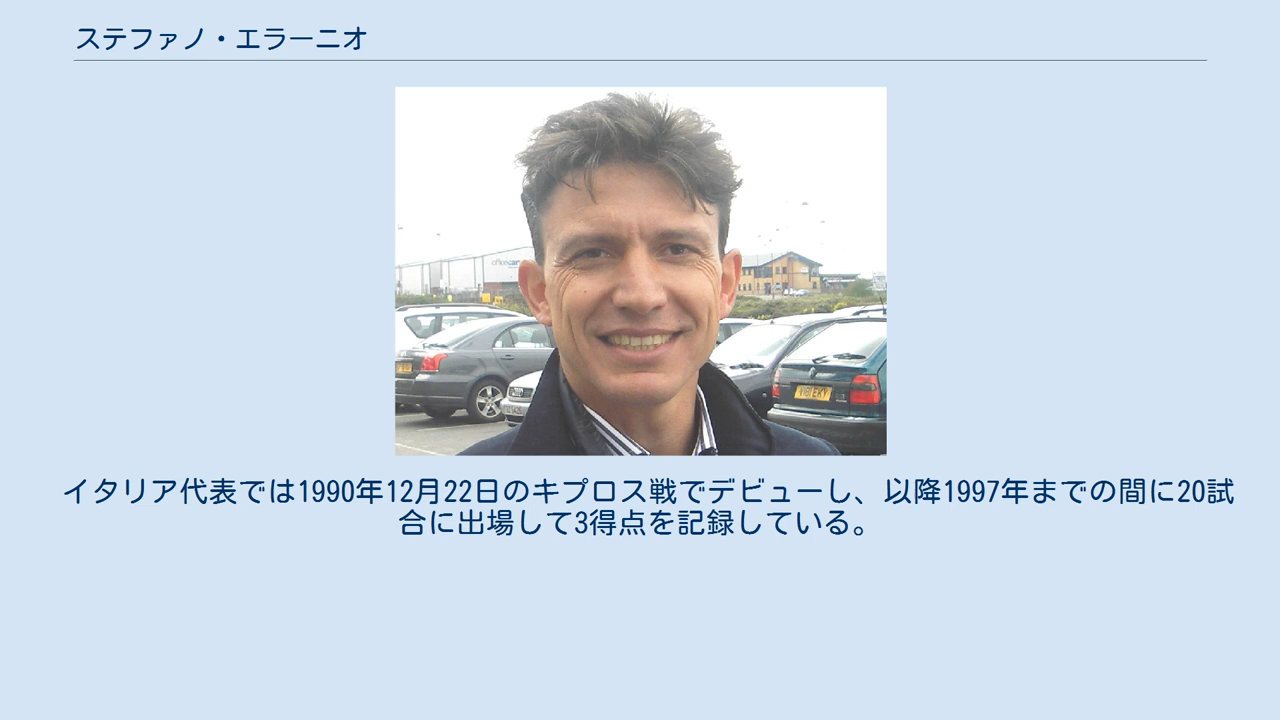 ステファノ・エラーニオ
officecar
V181 EKY
イタリア代表では1990年12月22日のキプロス戦でデビューし、以降1997年までの間に20試
合に出場して3得点を記録している。